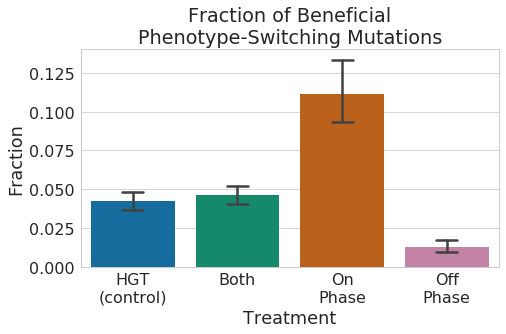 Fraction of Beneficial
Phenotype-Switching Mutations
0.125
0.100
0.075
0.050
0.025
0.000
Fraction
HGT
(control)
Both
On
Phase
Off
Phase
Treatment